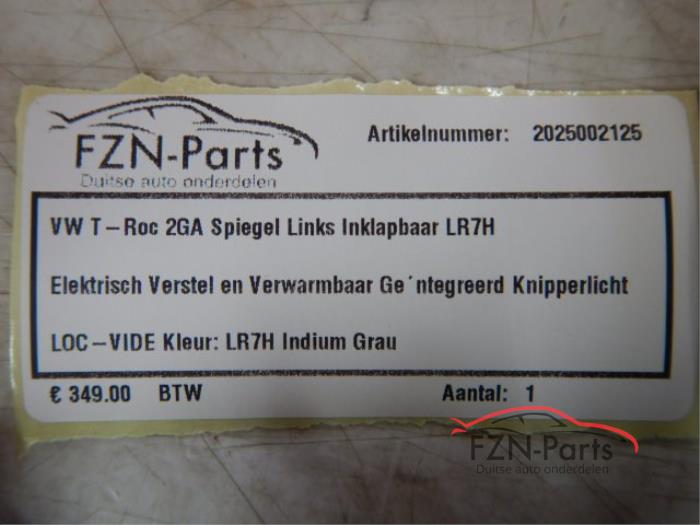 FZN-Parts
Duitse auto onderdelen
Artikelnummer: 2025002125
VW T-Roc 2GA Spiegel Links Inklapbaar LR7H
Elektrisch Verstel en Verwarmbaar Ge´ntegreerd Knipperlicht
LOC-VIDE Kleur: LR7H Indium Grau
€ 349.00 BTW Aantal: 1
FZN-Parts
Duitse auto onderdelen